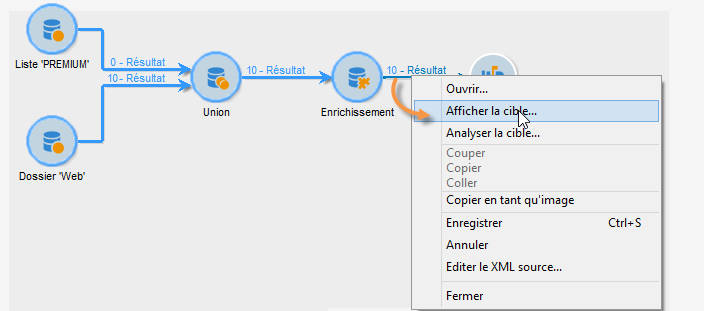 Liste 'PREMIUM'
0 - Résultat
10 - Résultat
Dossier 'Web'
Union
10 - Résultat
Enrichissement
10 - Résultat
Ouvrir...
Afficher la cible...
Analyser la cible...
Couper
Copier
Coller
Copier en tant qu'image
Enregistrer Ctrl+S
Annuler
Editer le XML source...
Fermer